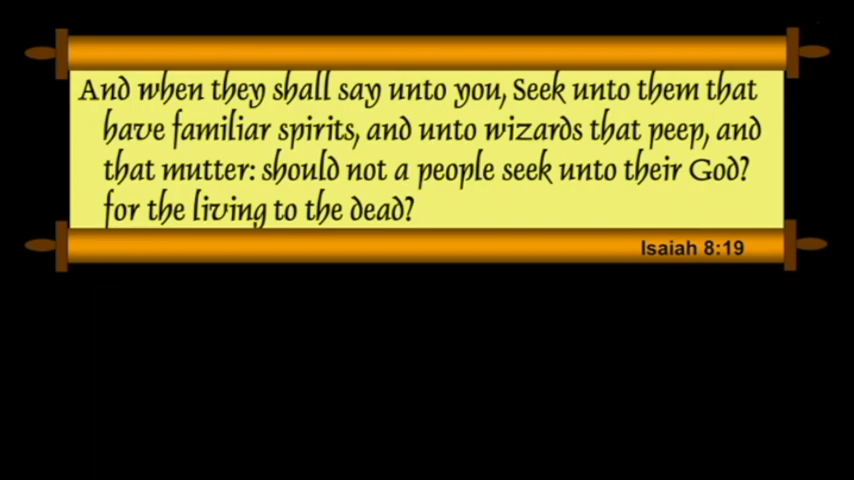 And when they shall say unto you, Seek unto them that
have familiar spirits, and unto wizards that peep, and
that mutter: should not a people seek unto their God?
for the living to the dead?
Isaiah 8:19